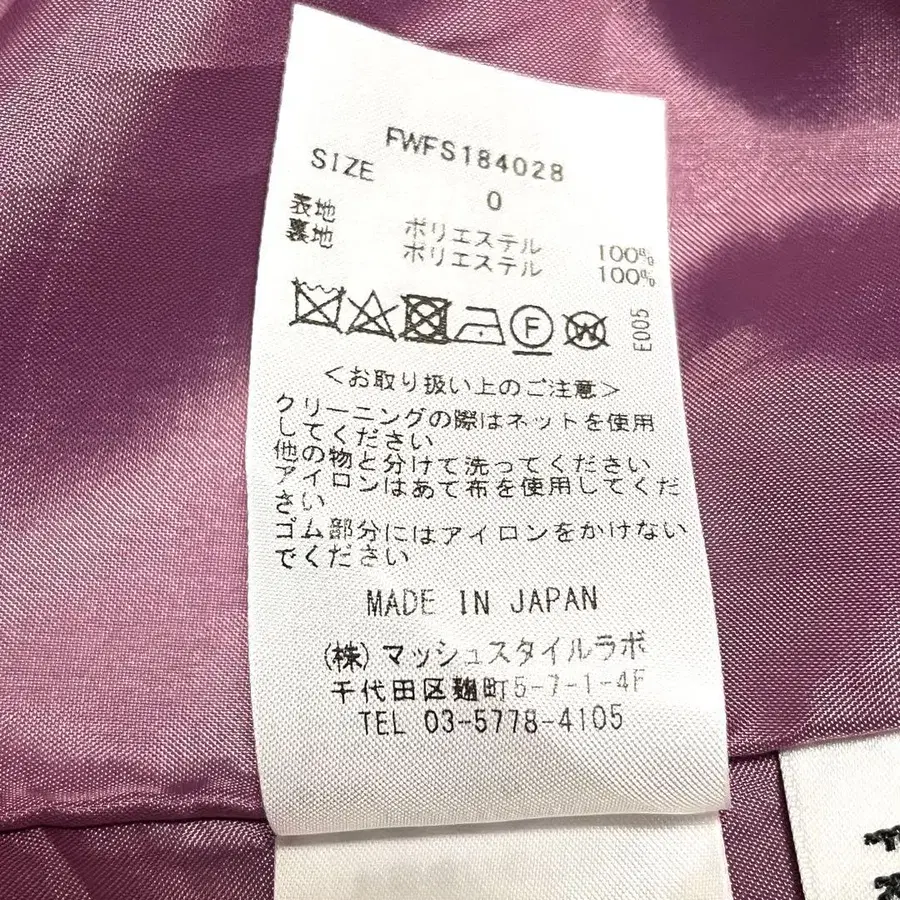 FWFS184028
SIZE 0
表地 ポリエステル 100%
裏地 ポリエステル 100%
F W E005
＜お取り扱い上のご注意＞
クリーニングの際はネットを使用
してください
他の物と分けて洗ってください
アイロンはあて布を使用してくだ
さい
ゴム部分にはアイロンをかけない
でください
MADE IN JAPAN
(株)マッシュスタイルラボ
千代田区麹町5-7-1-4F
TEL 03-5778-4105